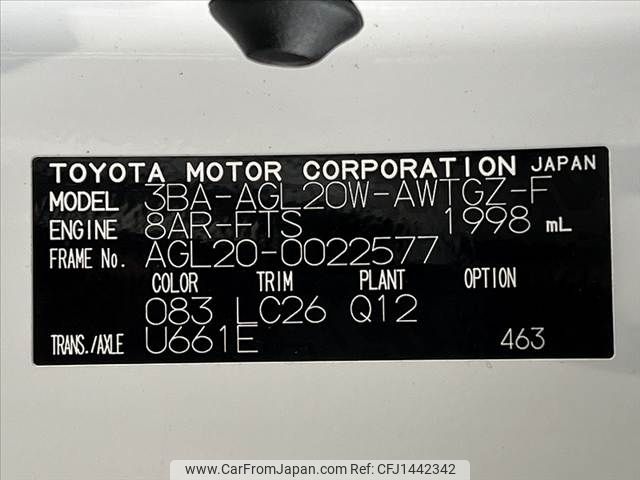 TOYOTA MOTOR CORPORATION JAPAN
MODEL 3BA-AGL20W-AWTGZ-F
ENGINE 8AR-FTS 1998 mL
FRAME No. AGL20-0022577
COLOR TRIM PLANT OPTION
083 LC26 Q12
TRANS./AXLE U661E 463
www.CarFromJapan.com
CarFromJapan - CFJ1442342